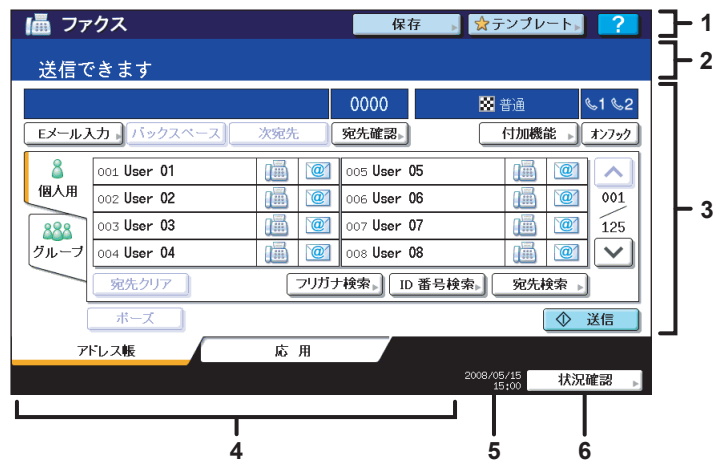 ファクス 保存 テンプレート ? 1
送信できます 2
0000 普通 1 2
Eメール入力 バックスペース 次宛先 宛先確認 付加機能 オンフック
個人用 001 User 01 @ 005 User 05 @
002 User 02 @ 006 User 06 @ 001
グループ 003 User 03 @ 007 User 07 @ 125 3
004 User 04 @ 008 User 08 @
宛先クリア フリガナ検索 ID 番号検索 宛先検索
ポーズ 送信
アドレス帳 応 用
2008/05/15
15:00 状況確認
4 5 6